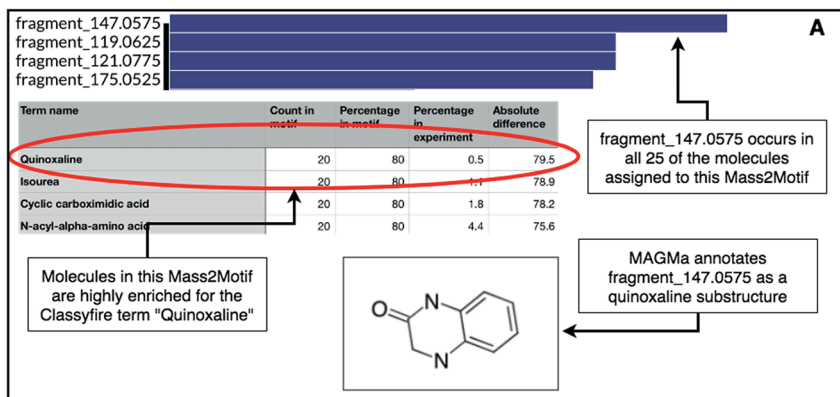 A
fragment_147.0575
fragment_119.0625
fragment_121.0775
fragment_175.0525
Term name Count in motif Percentage in motif Percentage in experiment Absolute difference
Quinoxaline 20 80 0.5 79.5
Isourea 20 80 1.1 78.9
Cyclic carboximidic acid 20 80 1.8 78.2
N-acyl-alpha-amino acid 20 80 4.4 75.6
fragment_147.0575 occurs in
all 25 of the molecules
assigned to this Mass2Motif
Molecules in this Mass2Motif
are highly enriched for the
Classyfire term "Quinoxaline"
MAGMa annotates
fragment_147.0575 as a
quinoxaline substructure
O
N
N